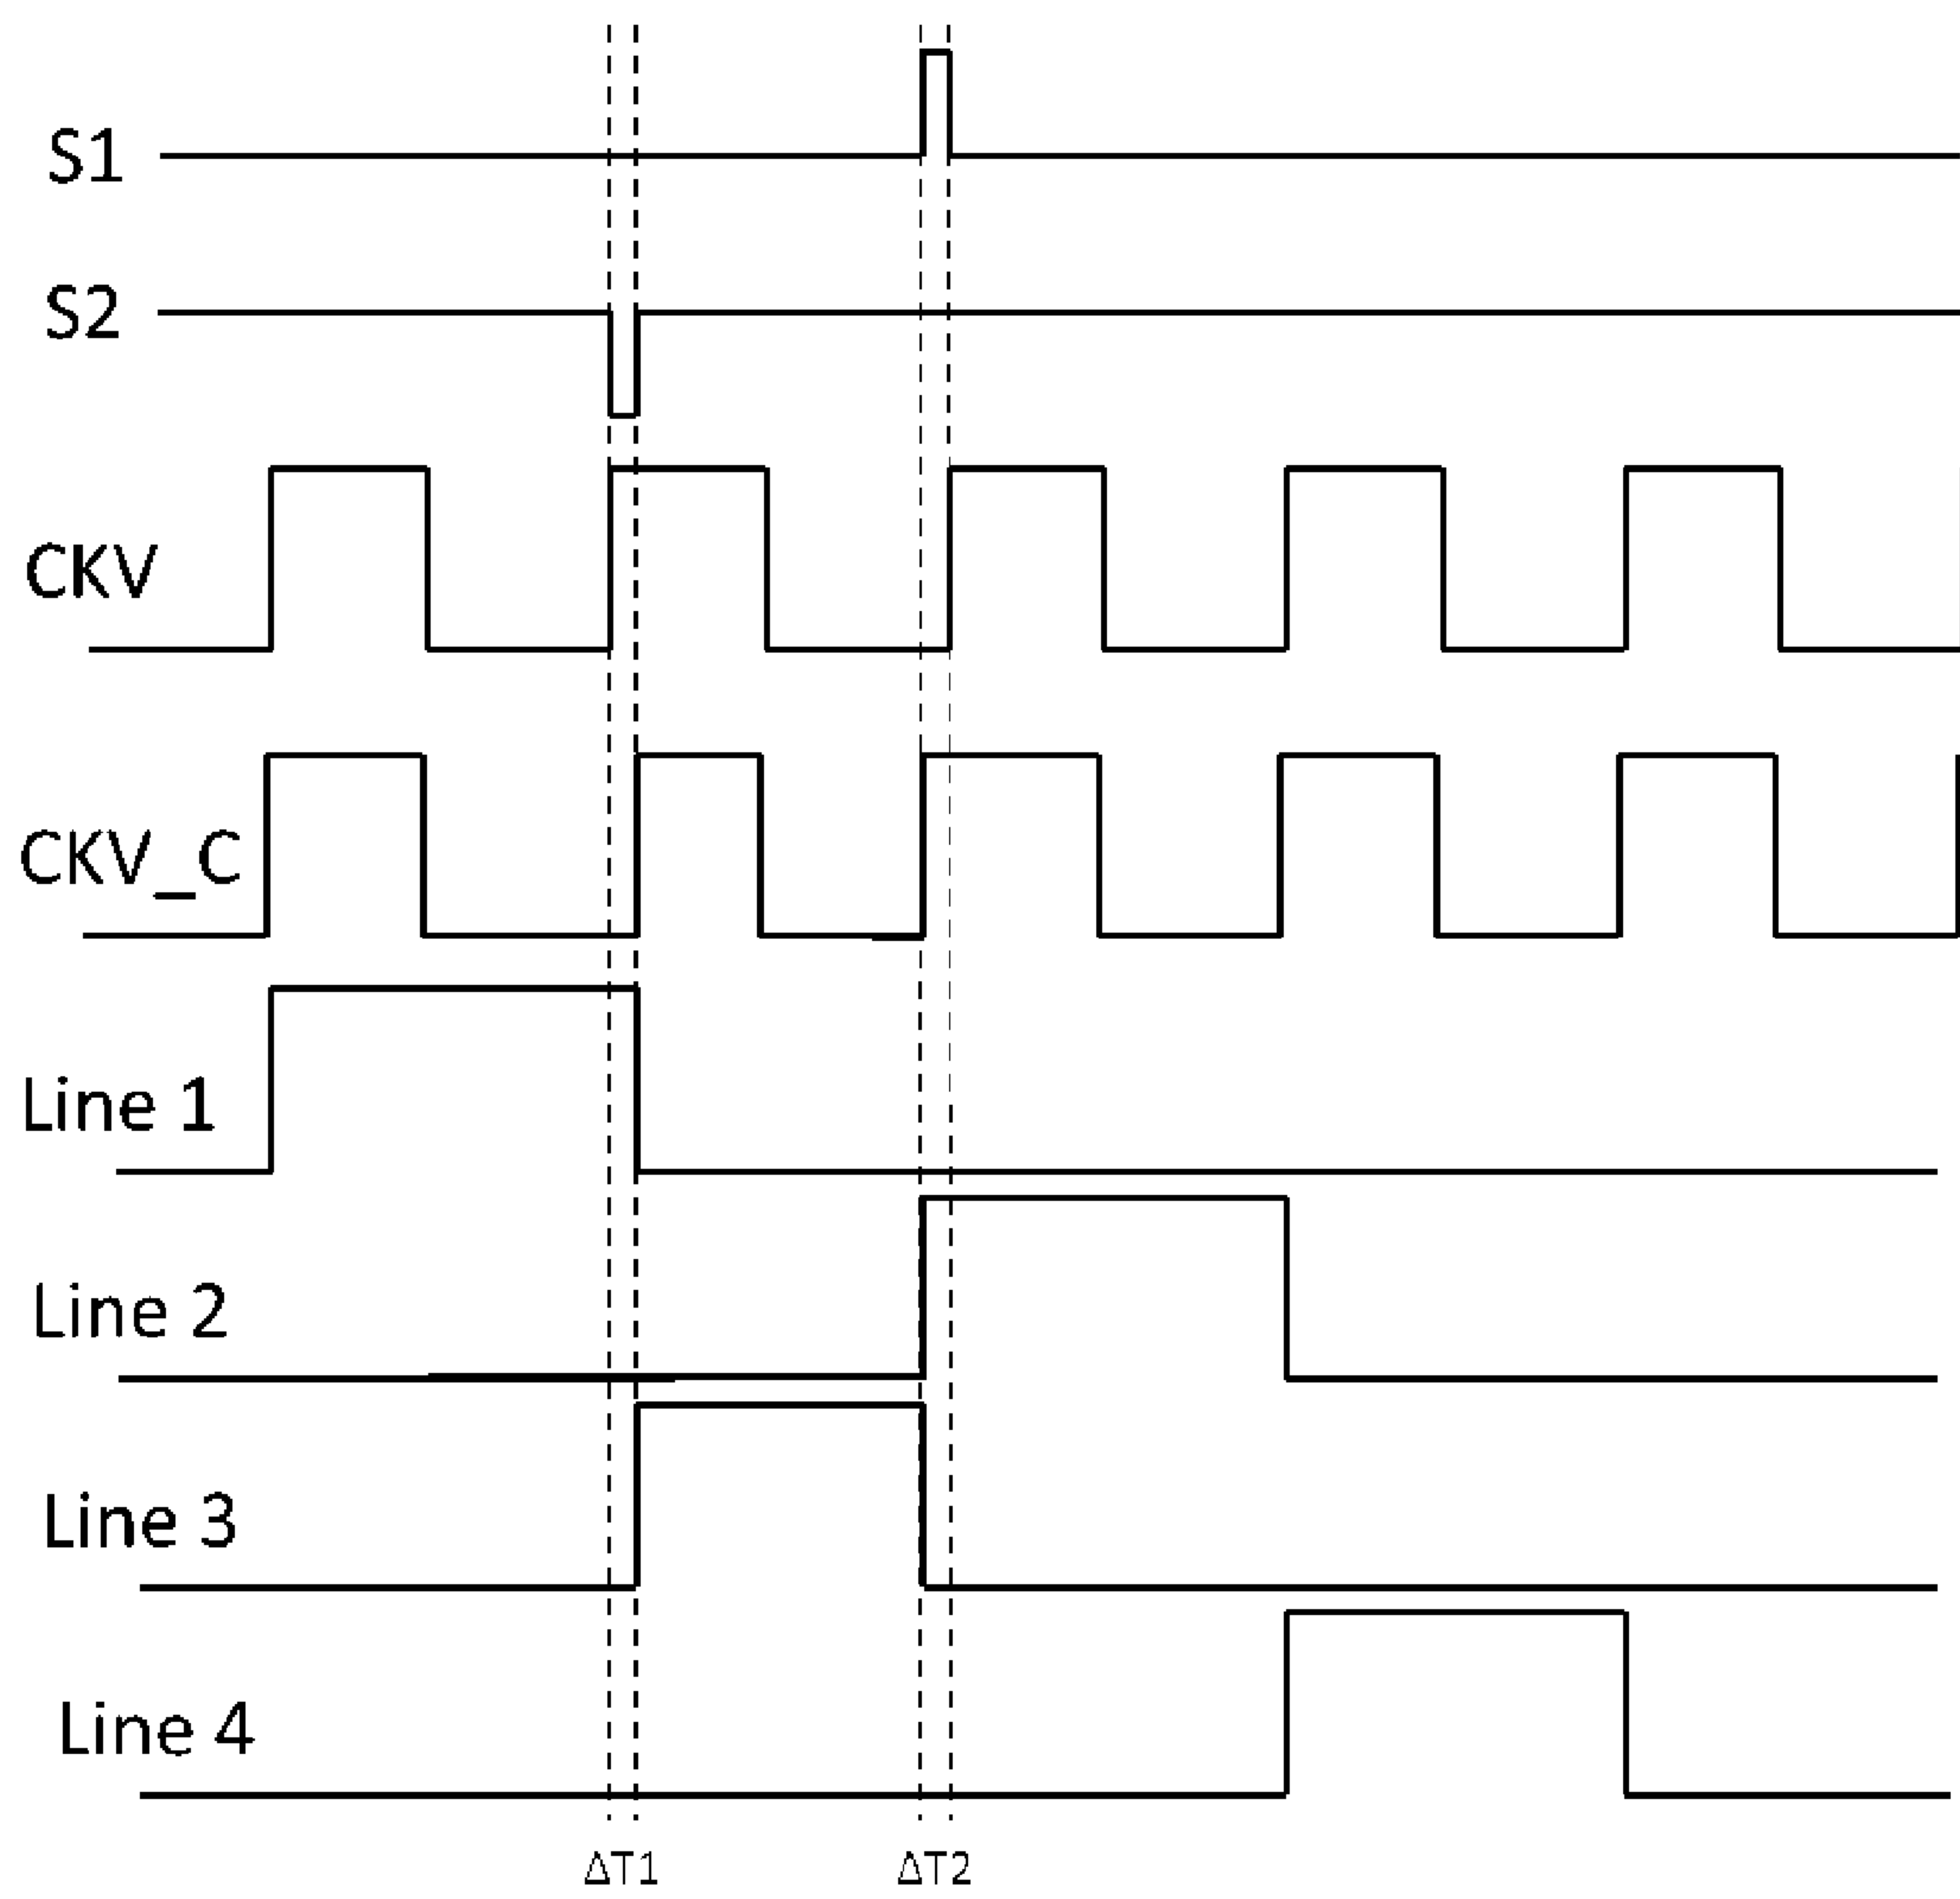 S1
S2
CKV
CKV_C
Line 1
Line 2
Line 3
Line 4
ΔT1 ΔT2